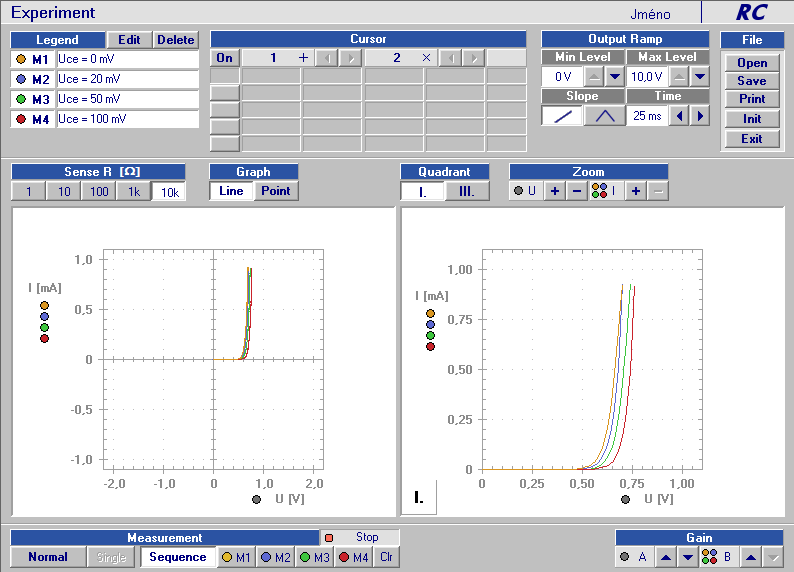 Experiment Jméno RC
Legend Edit Delete
M1 Uce = 0 mV
M2 Uce = 20 mV
M3 Uce = 50 mV
M4 Uce = 100 mV
Cursor
On 1 + 2 ×
Output Ramp
Min Level Max Level
0 V 10,0 V
Slope Time
25 ms
File
Open
Save
Print
Init
Exit
Sense R [Ω]
1 10 100 1k 10k
Graph
Line Point
Quadrant
I. III.
Zoom
U + − I + −
1,0
I [mA]
0,5
0
-0,5
-1,0
-2,0 -1,0 0 1,0 2,0
U [V]
1,00
I [mA]
0,75
0,50
0,25
0
0 0,25 0,50 0,75 1,00
U [V]
I.
Measurement Stop
Normal Single Sequence M1 M2 M3 M4 Clr
Gain
A B